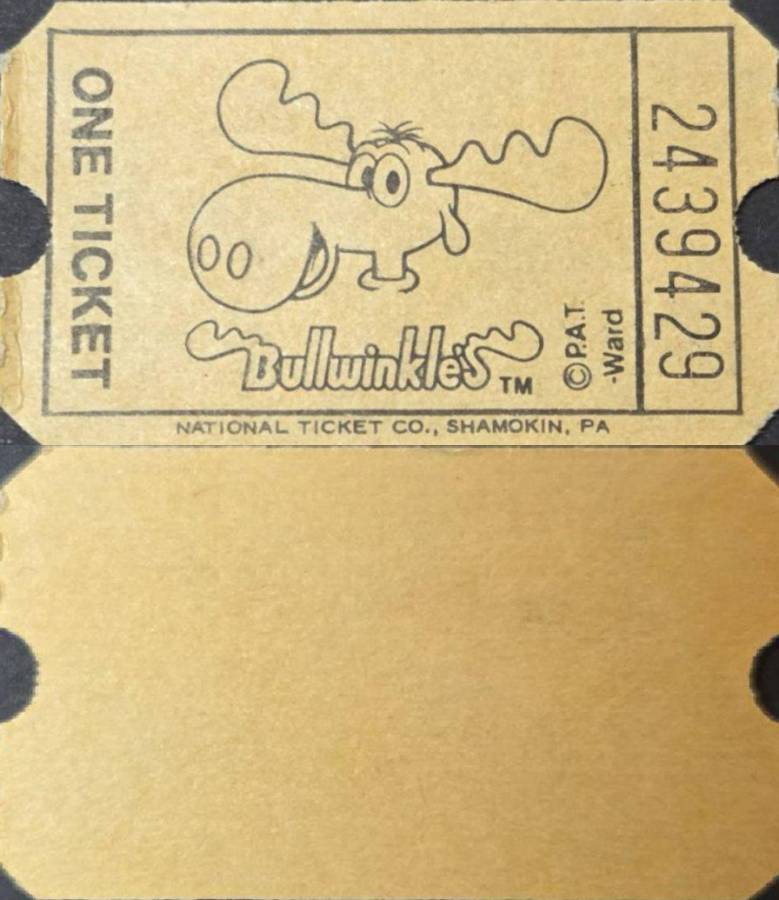 ONE TICKET
Bullwinkle's TM
©P.A.T.
-Ward
2439429
NATIONAL TICKET CO., SHAMOKIN, PA